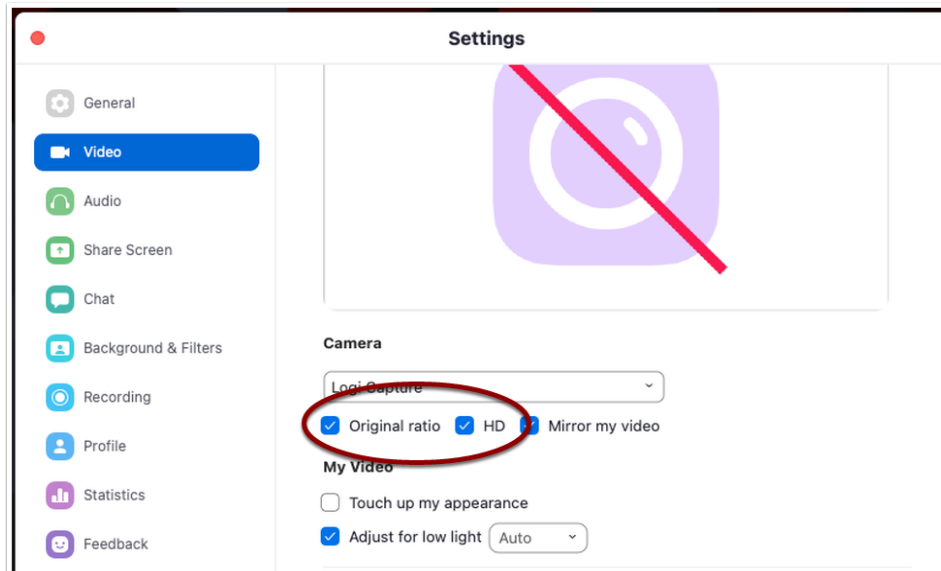 Settings
General
Video
Audio
Share Screen
Chat
Background & Filters
Recording
Profile
Statistics
Feedback
Camera
Logi Capture
Original ratio HD Mirror my video
My Video
Touch up my appearance
Adjust for low light Auto